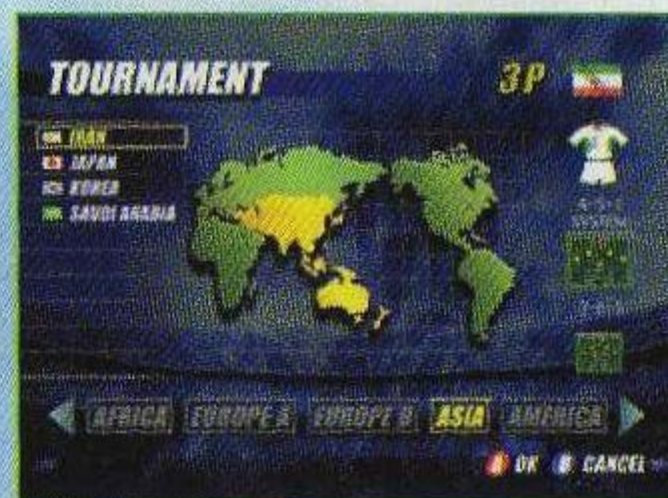 TOURNAMENT 3P
IRAN
JAPAN
KOREA
SAUDI ARABIA
AFRICA EUROPE A EUROPE B ASIA AMERICA
A OK B CANCEL